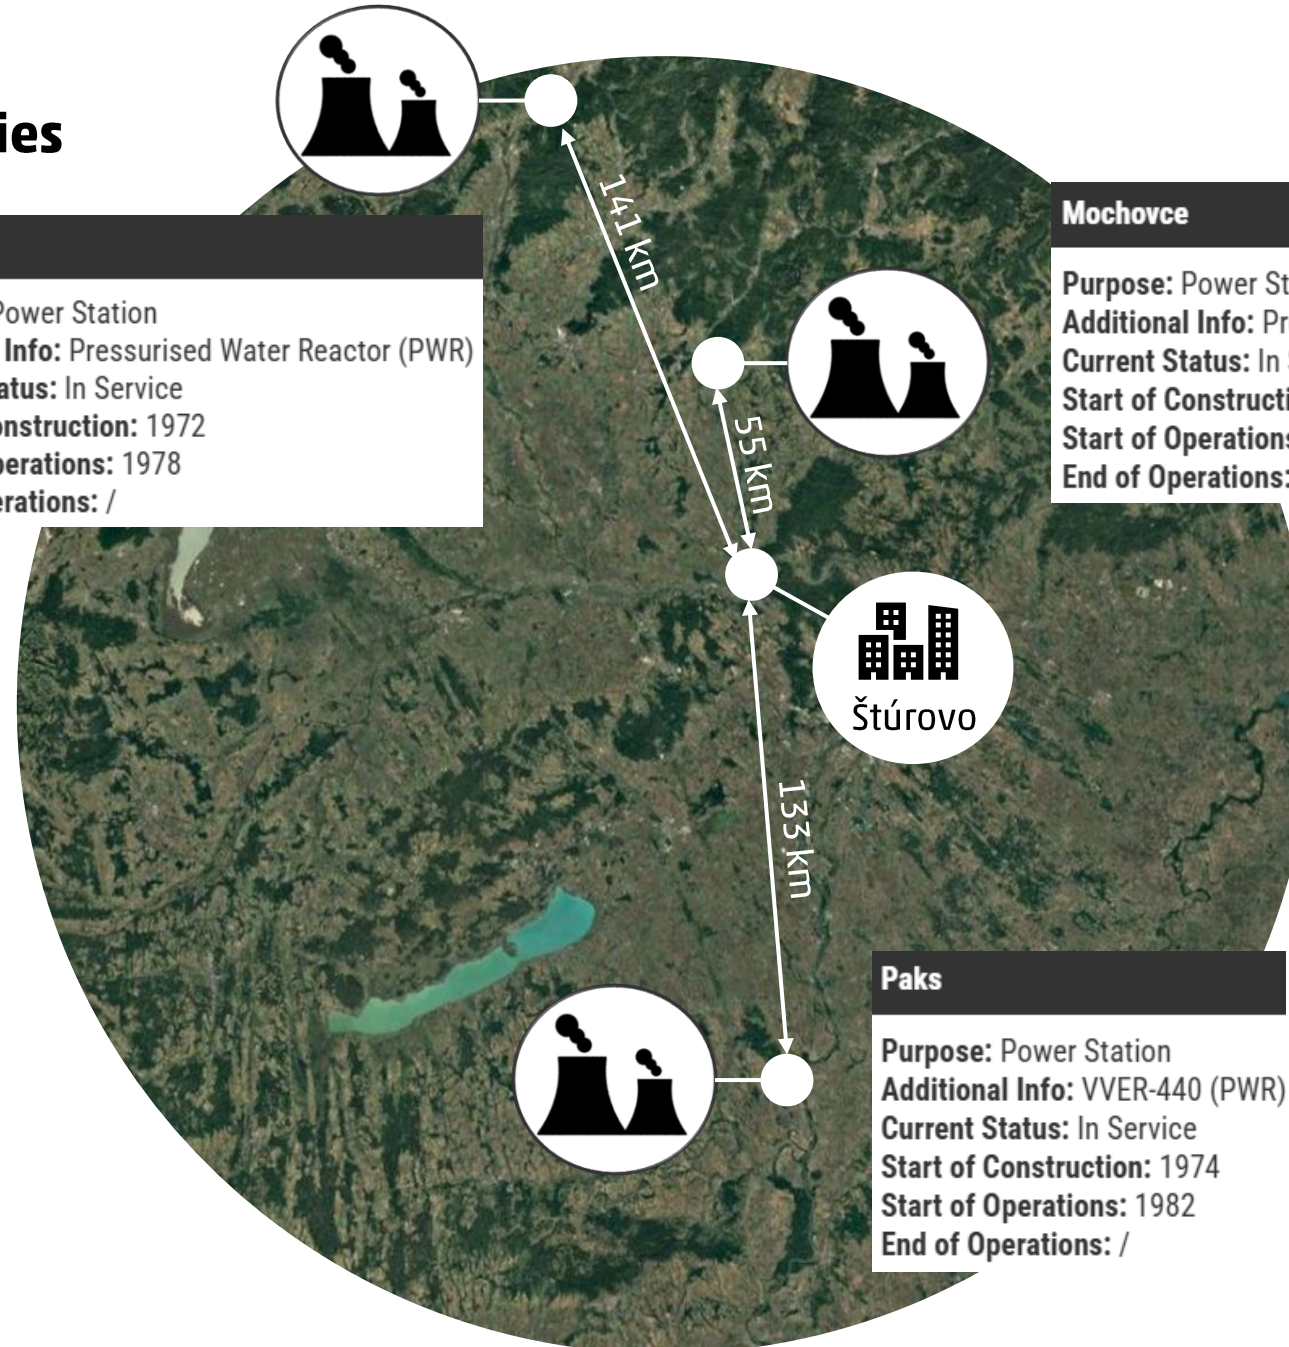 ies
141 km
Mochovce
Purpose: Power St
Additional Info: Pr
Current Status: In
Start of Constructi
Start of Operations
End of Operations:
Power Station
Info: Pressurised Water Reactor (PWR)
atus: In Service
onstruction: 1972
perations: 1978
erations: /
55 km
Štúrovo
133 km
Paks
Purpose: Power Station
Additional Info: VVER-440 (PWR)
Current Status: In Service
Start of Construction: 1974
Start of Operations: 1982
End of Operations: /